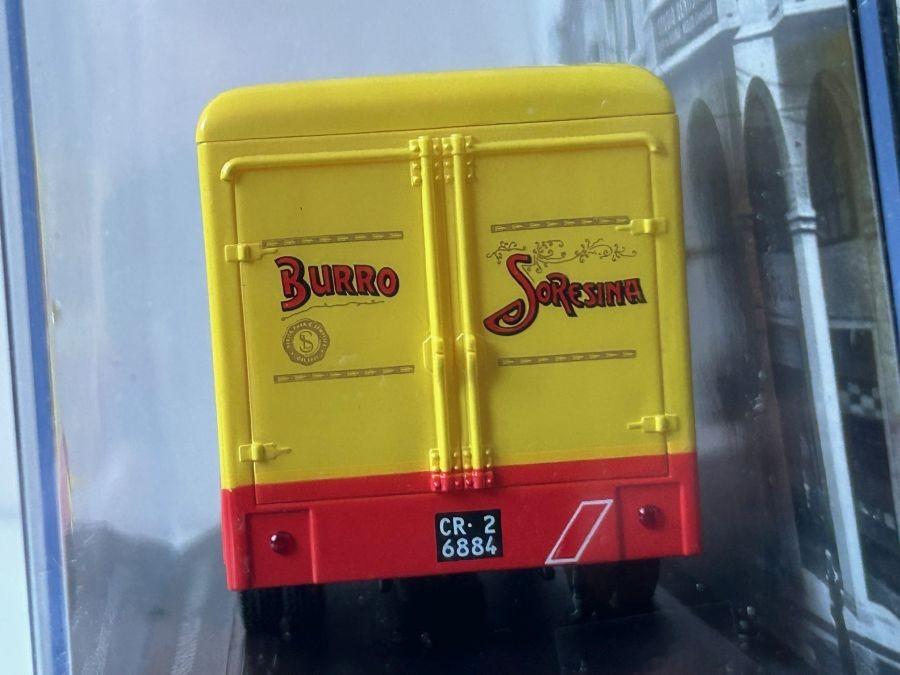 BURRO
SORESINA
S
CR· 2
6884